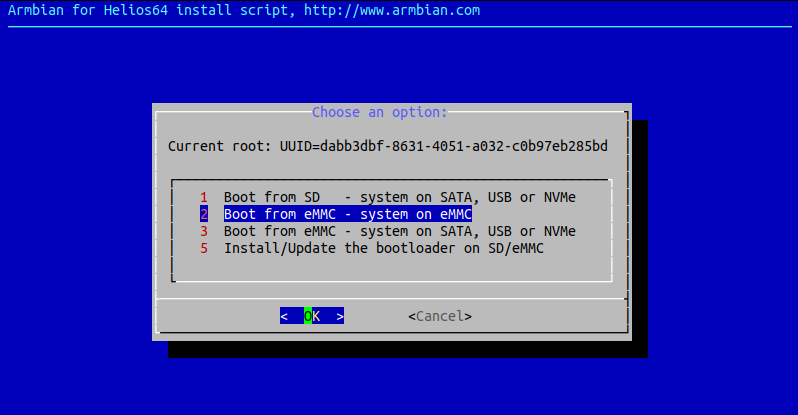 Armbian for Helios64 install script, http://www.armbian.com
Choose an option:
Current root: UUID=dabb3dbf-8631-4051-a032-c0b97eb285bd
1 Boot from SD   - system on SATA, USB or NVMe
2 Boot from eMMC - system on eMMC
3 Boot from eMMC - system on SATA, USB or NVMe
5 Install/Update the bootloader on SD/eMMC
<  OK  > <Cancel>